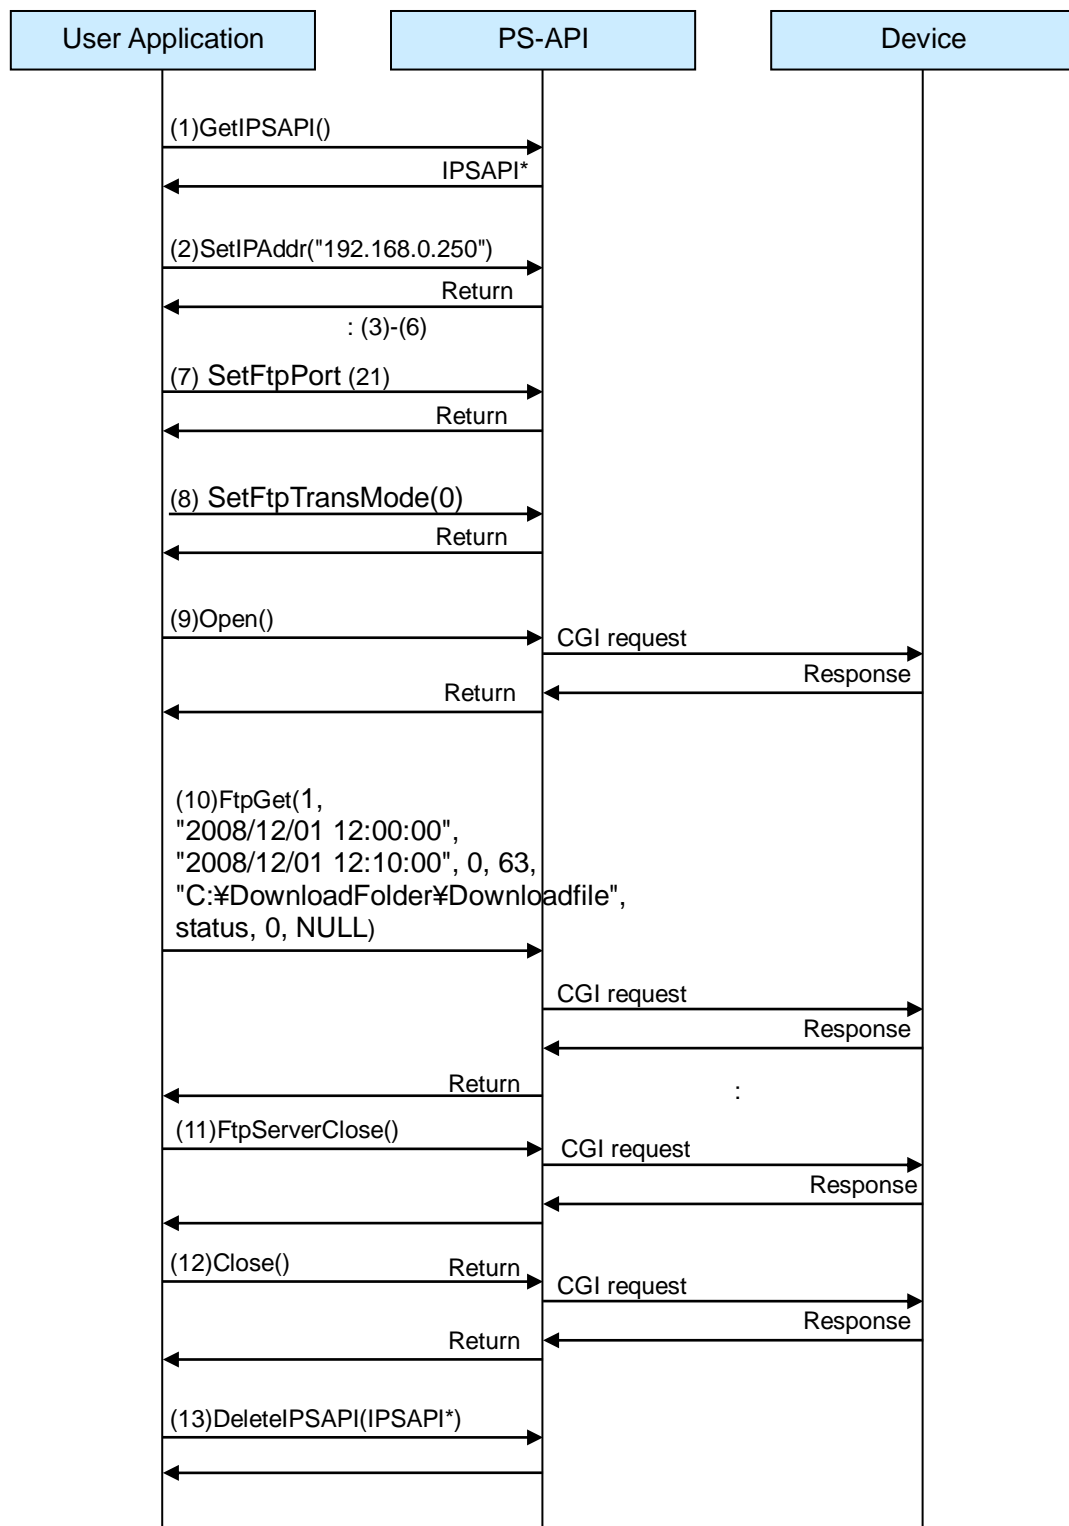 User Application
PS-API
Device
(1)GetIPSAPI()
IPSAPI*
(2)SetIPAddr("192.168.0.250")
Return
: (3)-(6)
(7) SetFtpPort (21)
Return
(8) SetFtpTransMode(0)
Return
(9)Open()
CGI request
Response
Return
(10)FtpGet(1,
"2008/12/01 12:00:00",
"2008/12/01 12:10:00", 0, 63,
"C:¥DownloadFolder¥Downloadfile",
status, 0, NULL)
CGI request
Response
Return
:
(11)FtpServerClose()
CGI request
Response
(12)Close()
Return
CGI request
Response
Return
(13)DeleteIPSAPI(IPSAPI*)